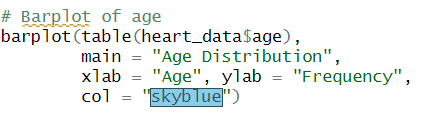 # Barplot of age
barplot(table(heart_data$age),
        main = "Age Distribution",
        xlab = "Age", ylab = "Frequency",
        col = "skyblue")